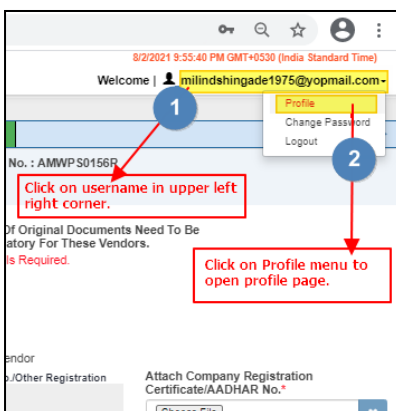 8/2/2021 9:55:40 PM GMT+0530 (India Standard Time)
Welcome | milindshingade1975@yopmail.com
1
Profile
Change Password
Logout
2
No. : AMWPS0156R
Click on username in upper left
right corner.
Of Original Documents Need To Be
atory For These Vendors.
Is Required.
Click on Profile menu to
open profile page.
endor
o./Other Registration
Attach Company Registration
Certificate/AADHAR No.*
Choose File